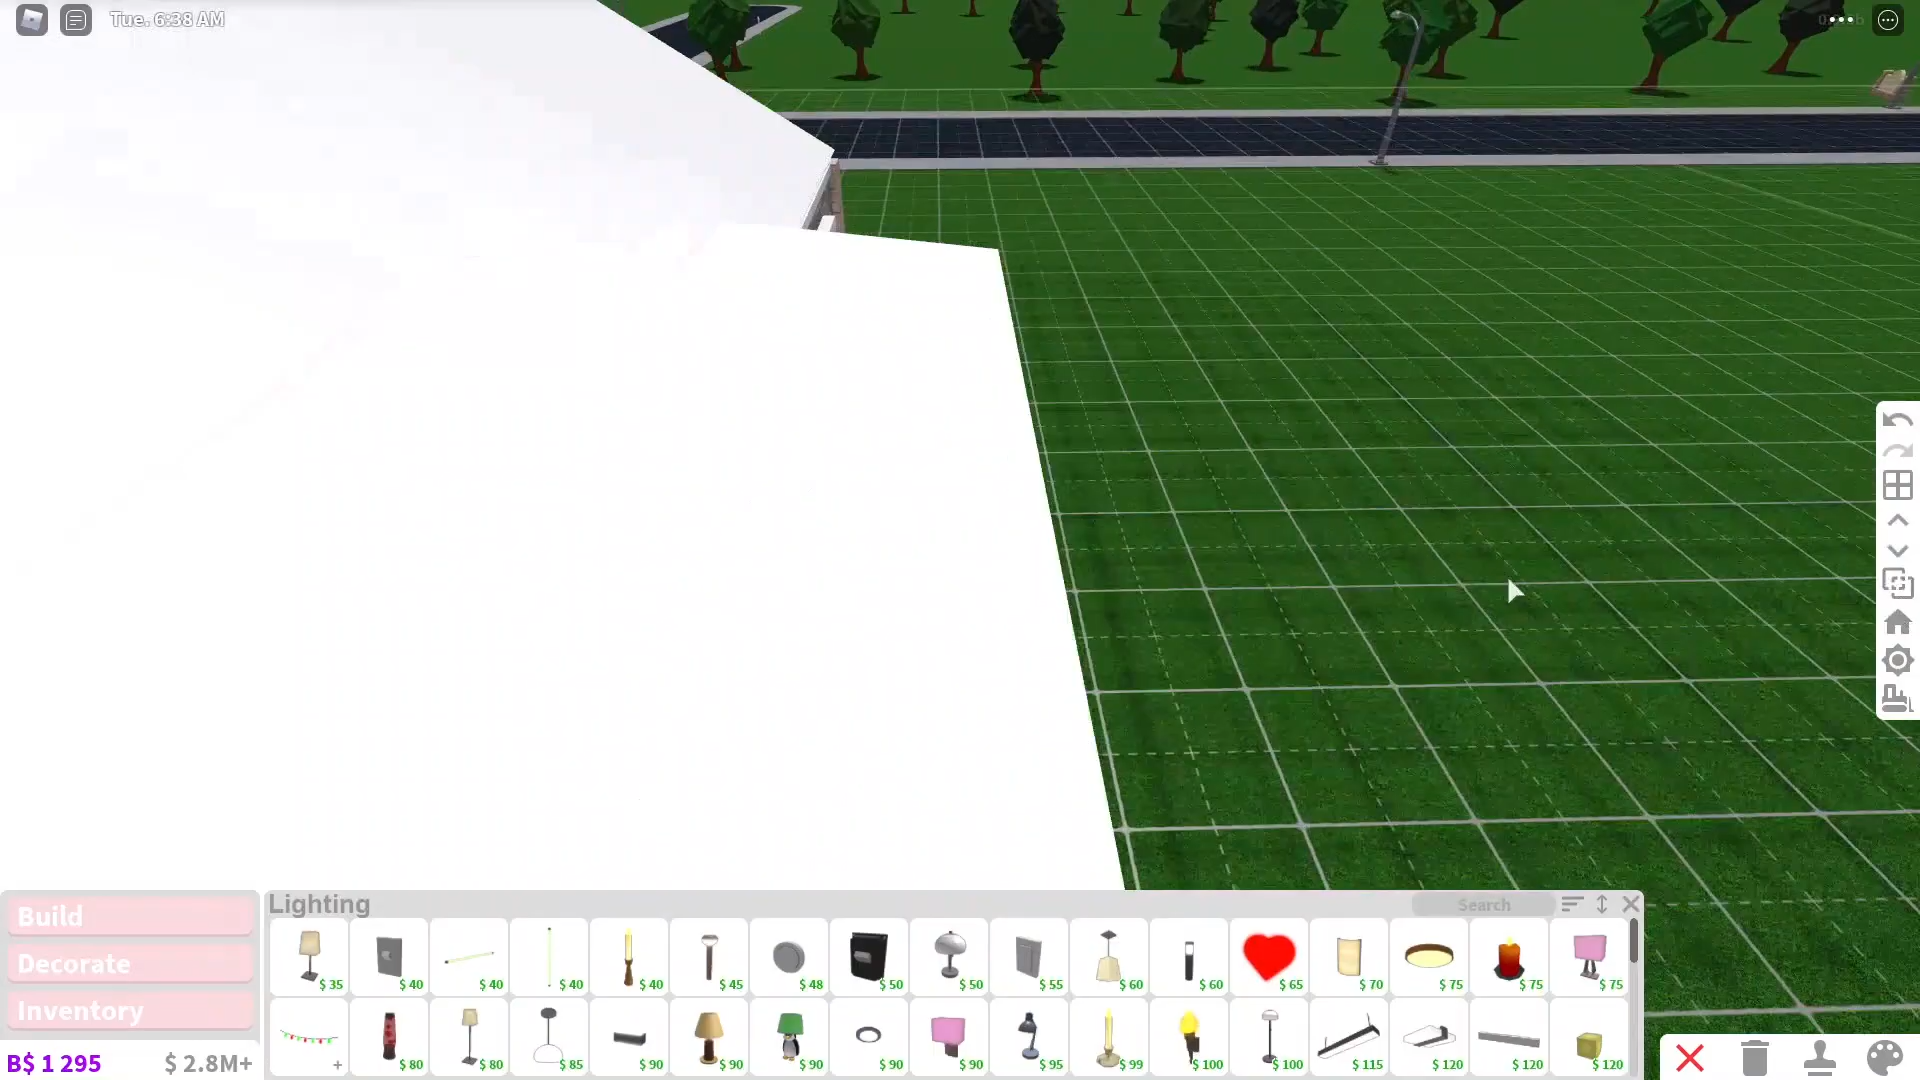 Tue. 6:38 AM
Lighting
Search
Build
Decorate
Inventory
B$ 1 295
$ 2.8M+
$ 35 $ 40 $ 40 $ 40 $ 40 $ 45 $ 48 $ 50 $ 50 $ 55 $ 60 $ 60 $ 65 $ 70 $ 75 $ 75 $ 75
+ $ 80 $ 80 $ 85 $ 90 $ 90 $ 90 $ 90 $ 90 $ 95 $ 99 $ 100 $ 100 $ 115 $ 120 $ 120 $ 120